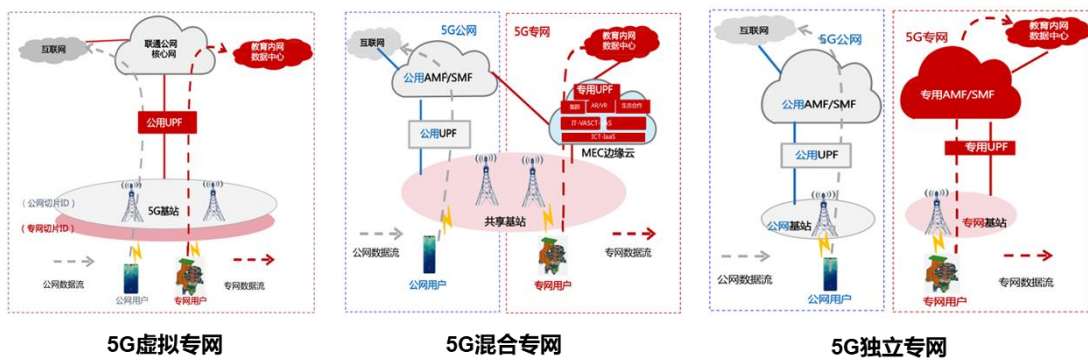 互联网
联通公网
核心网
教育内网
数据中心
公用UPF
(公网切片ID)
5G基站
(专网切片ID)
公网数据流
公网用户
专网用户
专网数据流
5G虚拟专网
5G公网
5G专网
互联网
教育内网
数据中心
公用AMF/SMF
专用UPF
AR/VR
生态合作
ICT-IaaS
公用UPF
MEC边缘云
共享基站
公网数据流
公网用户
专网用户
专网数据流
5G混合专网
互联网
5G公网
5G专网
教育内网
数据中心
公用AMF/SMF
专用AMF/SMF
公用UPF
专用UPF
公网基站
专网基站
公网数据流
公网用户
专网用户
专网数据流
5G独立专网